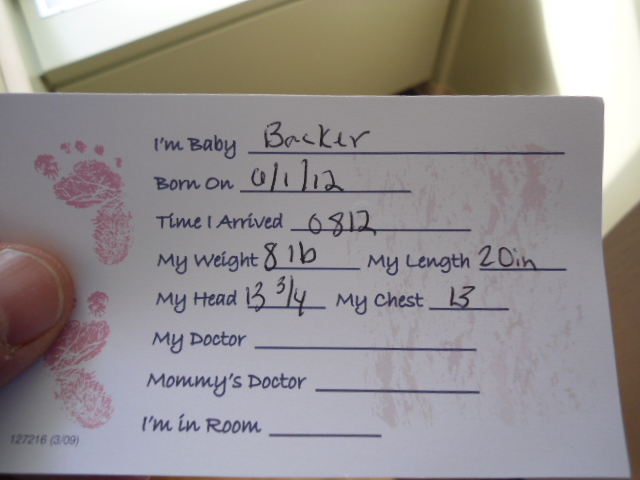 I'm Baby Backer
Born On 6/1/12
Time I Arrived 0812
My Weight 8 lb My Length 20in
My Head 13 3/4 My Chest 13
My Doctor
Mommy's Doctor
I'm in Room
127216 (3/09)